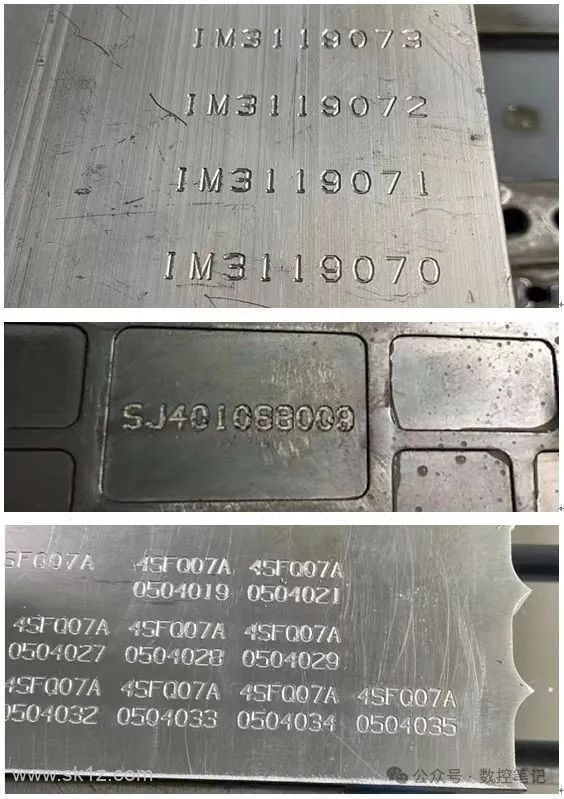 IM3119073
IM3119072
IM3119071
IM3119070
SJ401088009
SFQ07A 4SFQ07A 4SFQ07A
0504019 0504021
4SFQ07A 4SFQ07A 4SFQ07A
0504027 0504028 0504029
4SFQ07A 4SFQ07A 4SFQ07A 4SFQ07A
0504032 0504033 0504034 0504035
www.sk1z.com
公众号·数控笔记